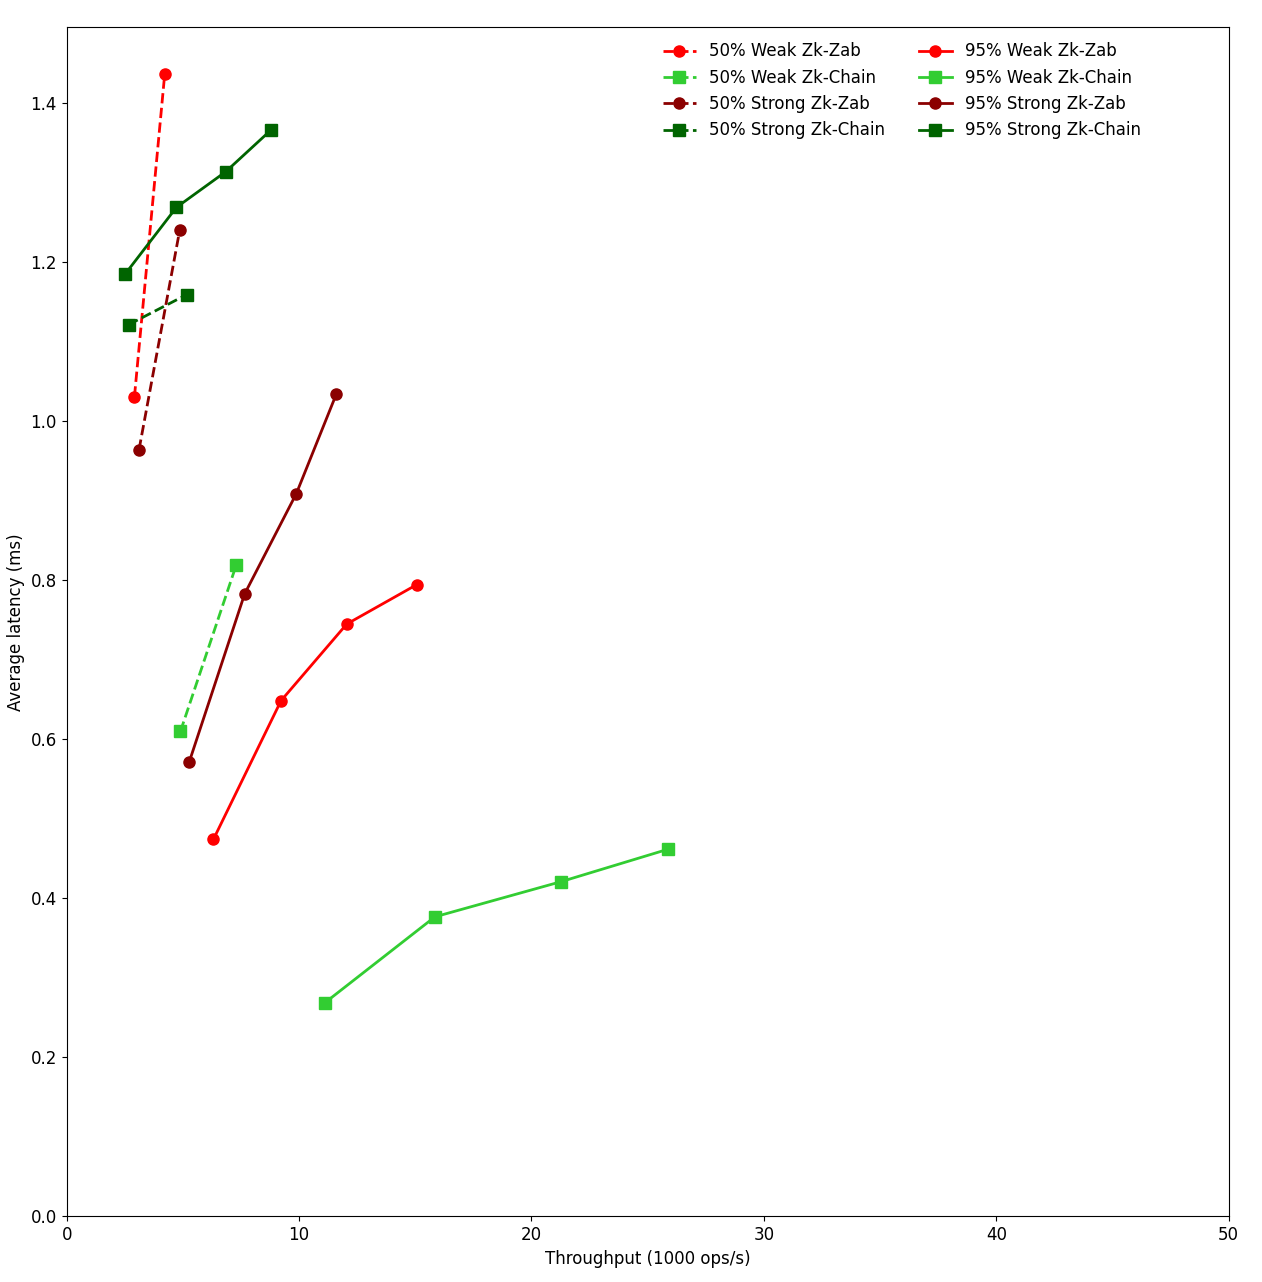 50% Weak Zk-Zab
50% Weak Zk-Chain
50% Strong Zk-Zab
50% Strong Zk-Chain
95% Weak Zk-Zab
95% Weak Zk-Chain
95% Strong Zk-Zab
95% Strong Zk-Chain
Average latency (ms)
1.4
1.2
1.0
0.8
0.6
0.4
0.2
0.0
0 10 20 30 40 50
Throughput (1000 ops/s)